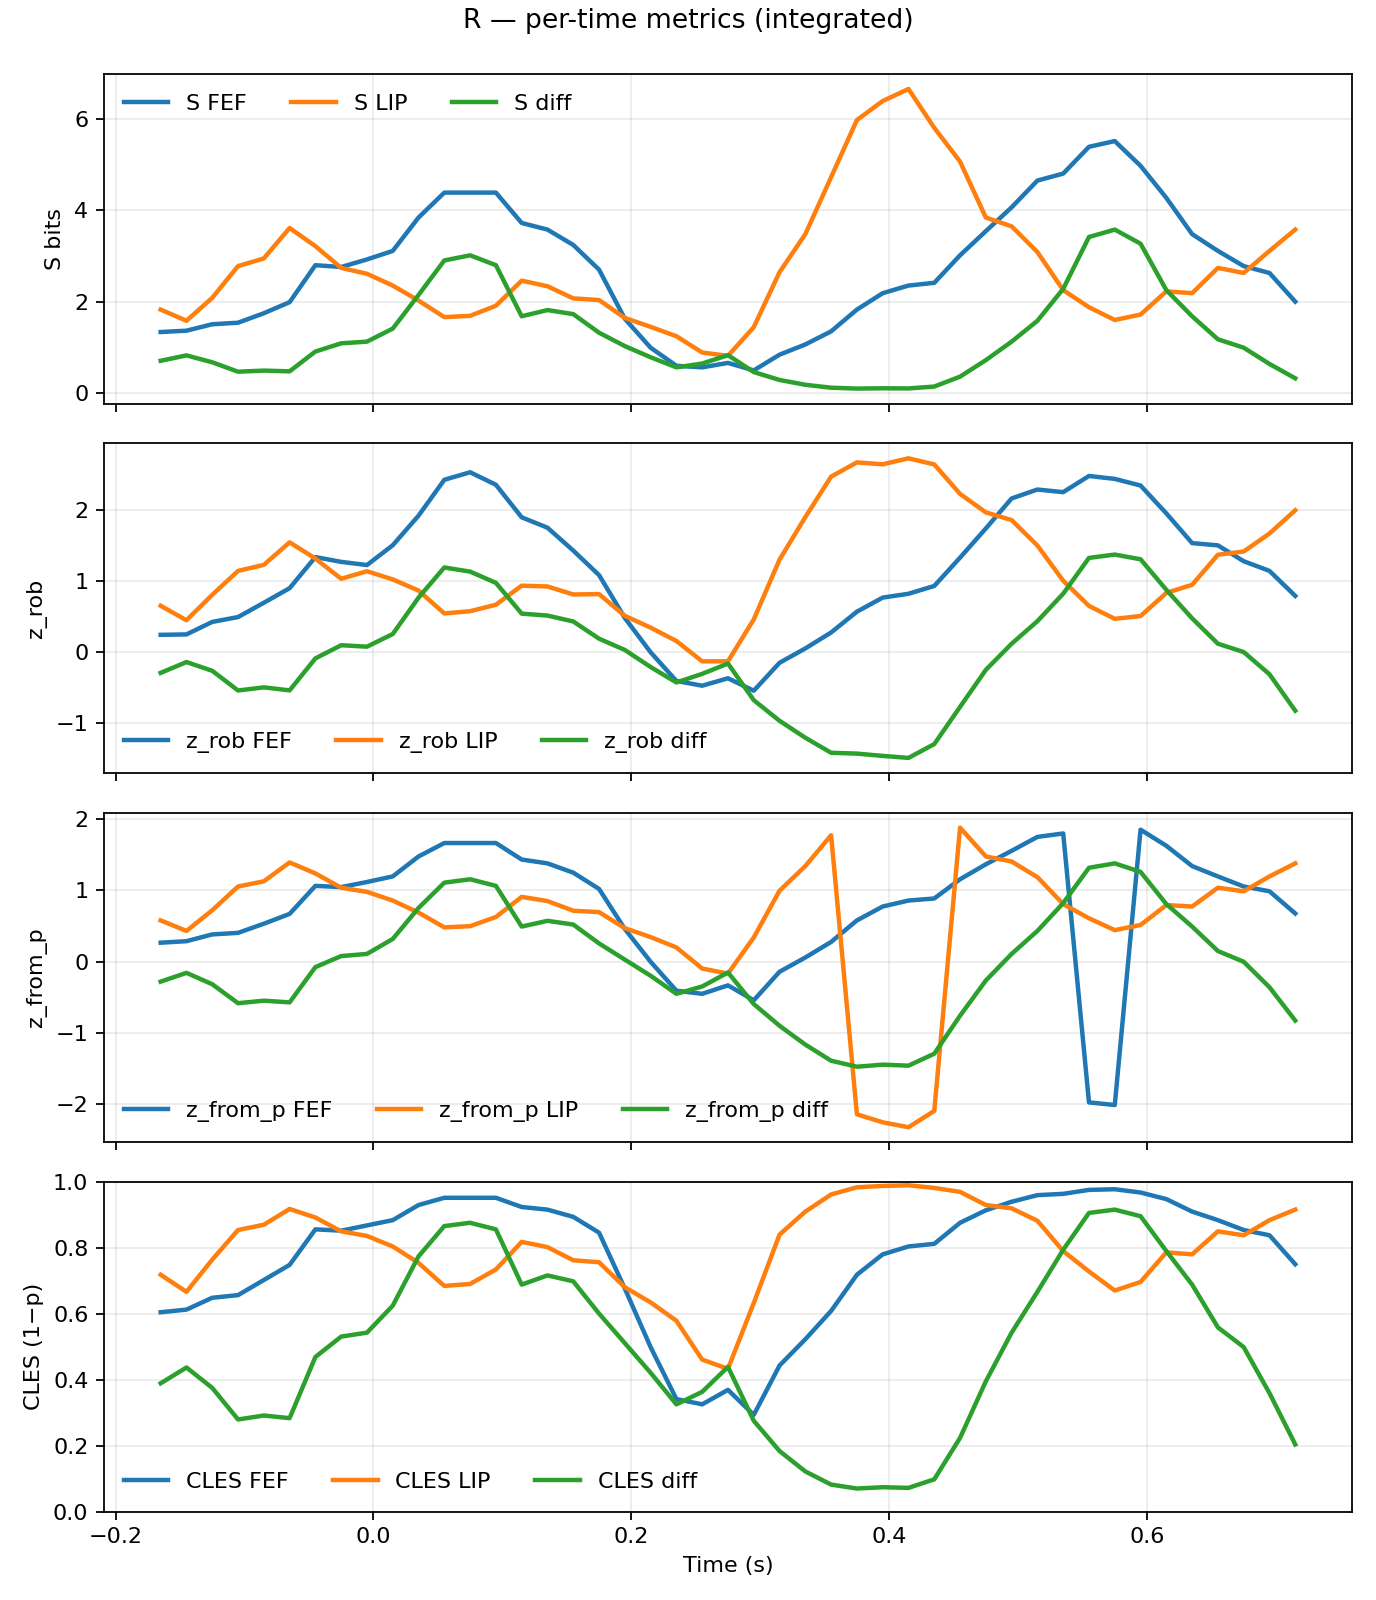 R — per-time metrics (integrated)
S FEF S LIP S diff
S bits
6
4
2
0
z_rob
2
1
0
−1
z_rob FEF z_rob LIP z_rob diff
z_from_p
2
1
0
−1
−2
z_from_p FEF z_from_p LIP z_from_p diff
CLES (1−p)
1.0
0.8
0.6
0.4
0.2
0.0
CLES FEF CLES LIP CLES diff
−0.2 0.0 0.2 0.4 0.6
Time (s)